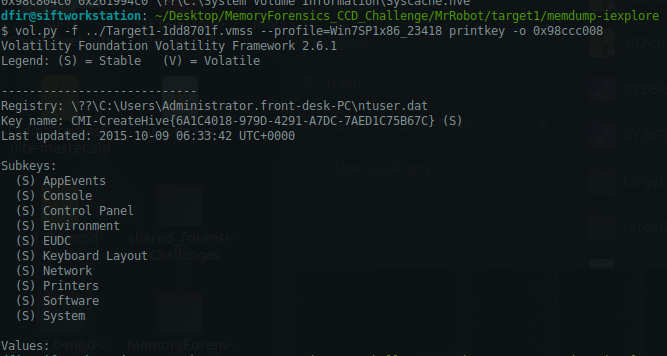 0x98c804c0 0x261994c0 \??\C:\System Volume Information\Syscache.hve
dfir@siftworkstation: ~/Desktop/MemoryForensics_CCD_Challenge/MrRobot/target1/memdump-iexplore
$ vol.py -f ../Target1-1dd8701f.vmss --profile=Win7SP1x86_23418 printkey -o 0x98ccc008
Volatility Foundation Volatility Framework 2.6.1
Legend: (S) = Stable   (V) = Volatile
----------------------------
Registry: \??\C:\Users\Administrator.front-desk-PC\ntuser.dat
Key name: CMI-CreateHive{6A1C4018-979D-4291-A7DC-7AED1C75B67C} (S)
Last updated: 2015-10-09 06:33:42 UTC+0000
Subkeys:
  (S) AppEvents
  (S) Console
  (S) Control Panel
  (S) Environment
  (S) EUDC
  (S) Keyboard Layout
  (S) Network
  (S) Printers
  (S) Software
  (S) System
Values: